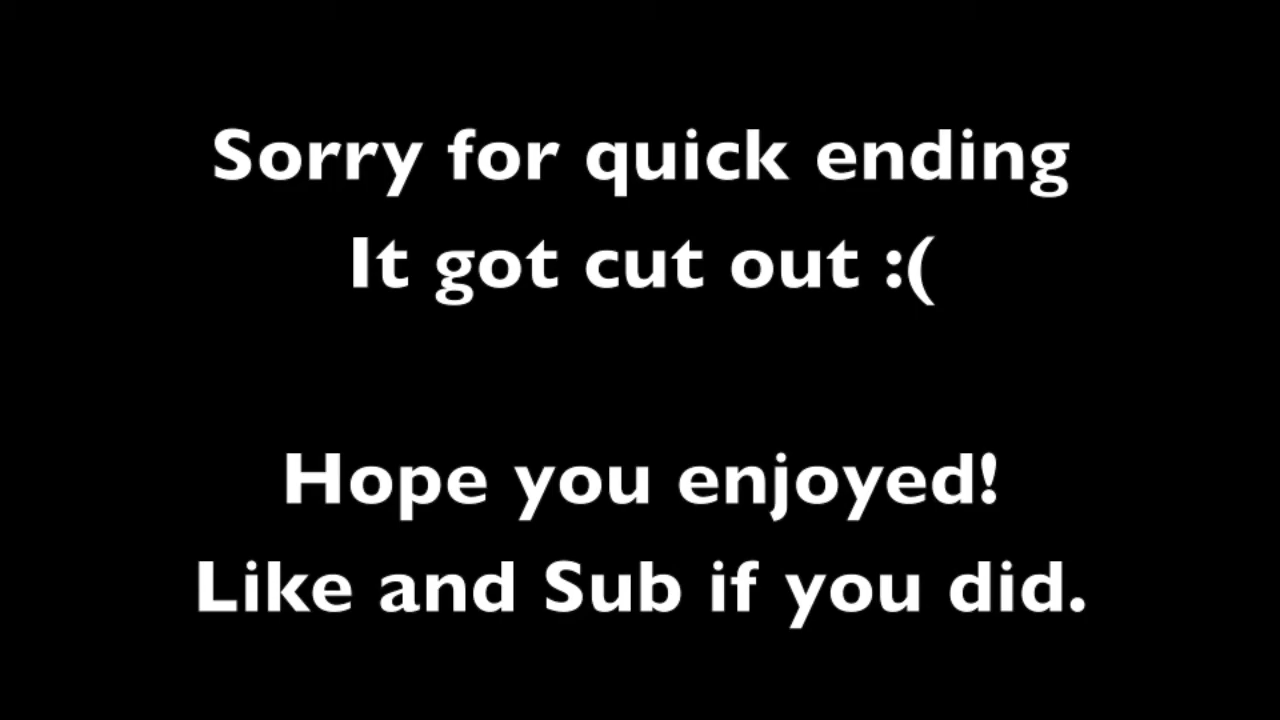 Sorry for quick ending
It got cut out :(
Hope you enjoyed!
Like and Sub if you did.